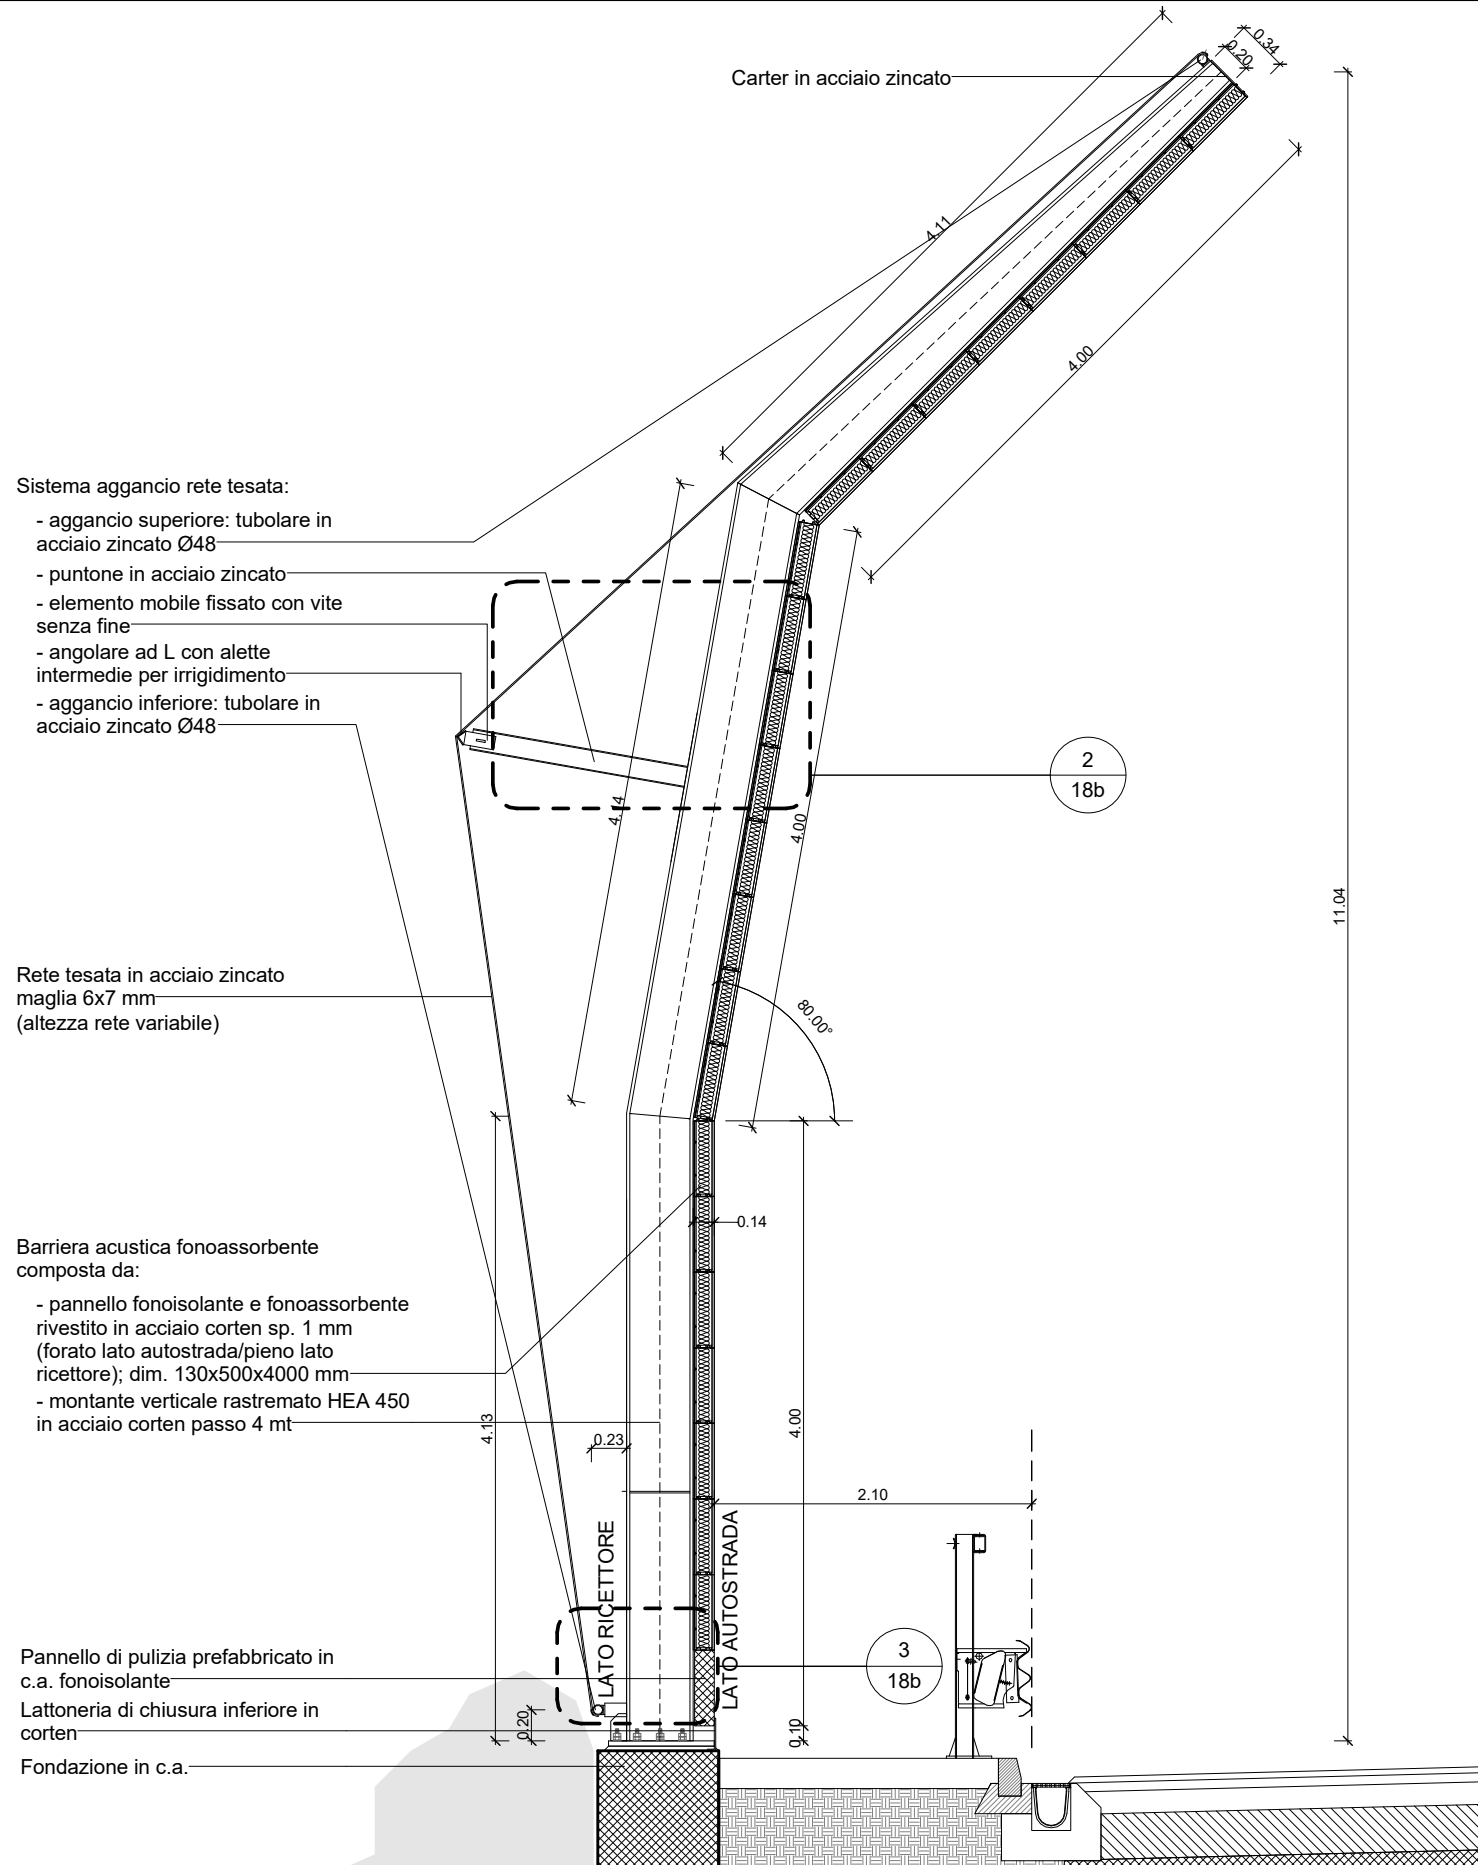 0.34
0.20
Carter in acciaio zincato
4.11
4.00
Sistema aggancio rete tesata:
- aggancio superiore: tubolare in
acciaio zincato Ø48
- puntone in acciaio zincato
- elemento mobile fissato con vite
senza fine
- angolare ad L con alette
intermedie per irrigidimento
- aggancio inferiore: tubolare in
acciaio zincato Ø48
2
18b
4.14
4.00
11.04
Rete tesata in acciaio zincato
maglia 6x7 mm
(altezza rete variabile)
80.00°
0.14
Barriera acustica fonoassorbente
composta da:
- pannello fonoisolante e fonoassorbente
rivestito in acciaio corten sp. 1 mm
(forato lato autostrada/pieno lato
ricettore); dim. 130x500x4000 mm
- montante verticale rastremato HEA 450
in acciaio corten passo 4 mt
4.13
0.23
4.00
2.10
LATO RICETTORE
LATO AUTOSTRADA
3
18b
Pannello di pulizia prefabbricato in
c.a. fonoisolante
Lattoneria di chiusura inferiore in
corten
0.20
0.10
Fondazione in c.a.